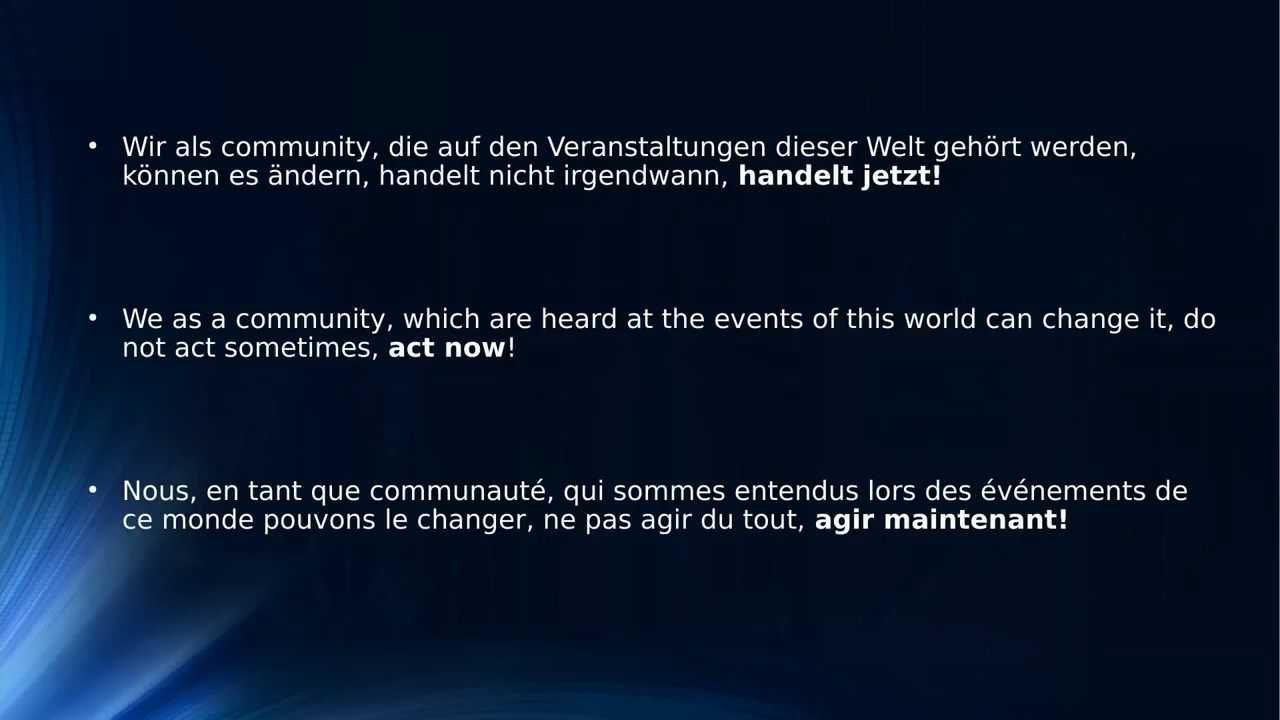 • Wir als community, die auf den Veranstaltungen dieser Welt gehört werden,
können es ändern, handelt nicht irgendwann, handelt jetzt!
• We as a community, which are heard at the events of this world can change it, do
not act sometimes, act now!
• Nous, en tant que communauté, qui sommes entendus lors des événements de
ce monde pouvons le changer, ne pas agir du tout, agir maintenant!